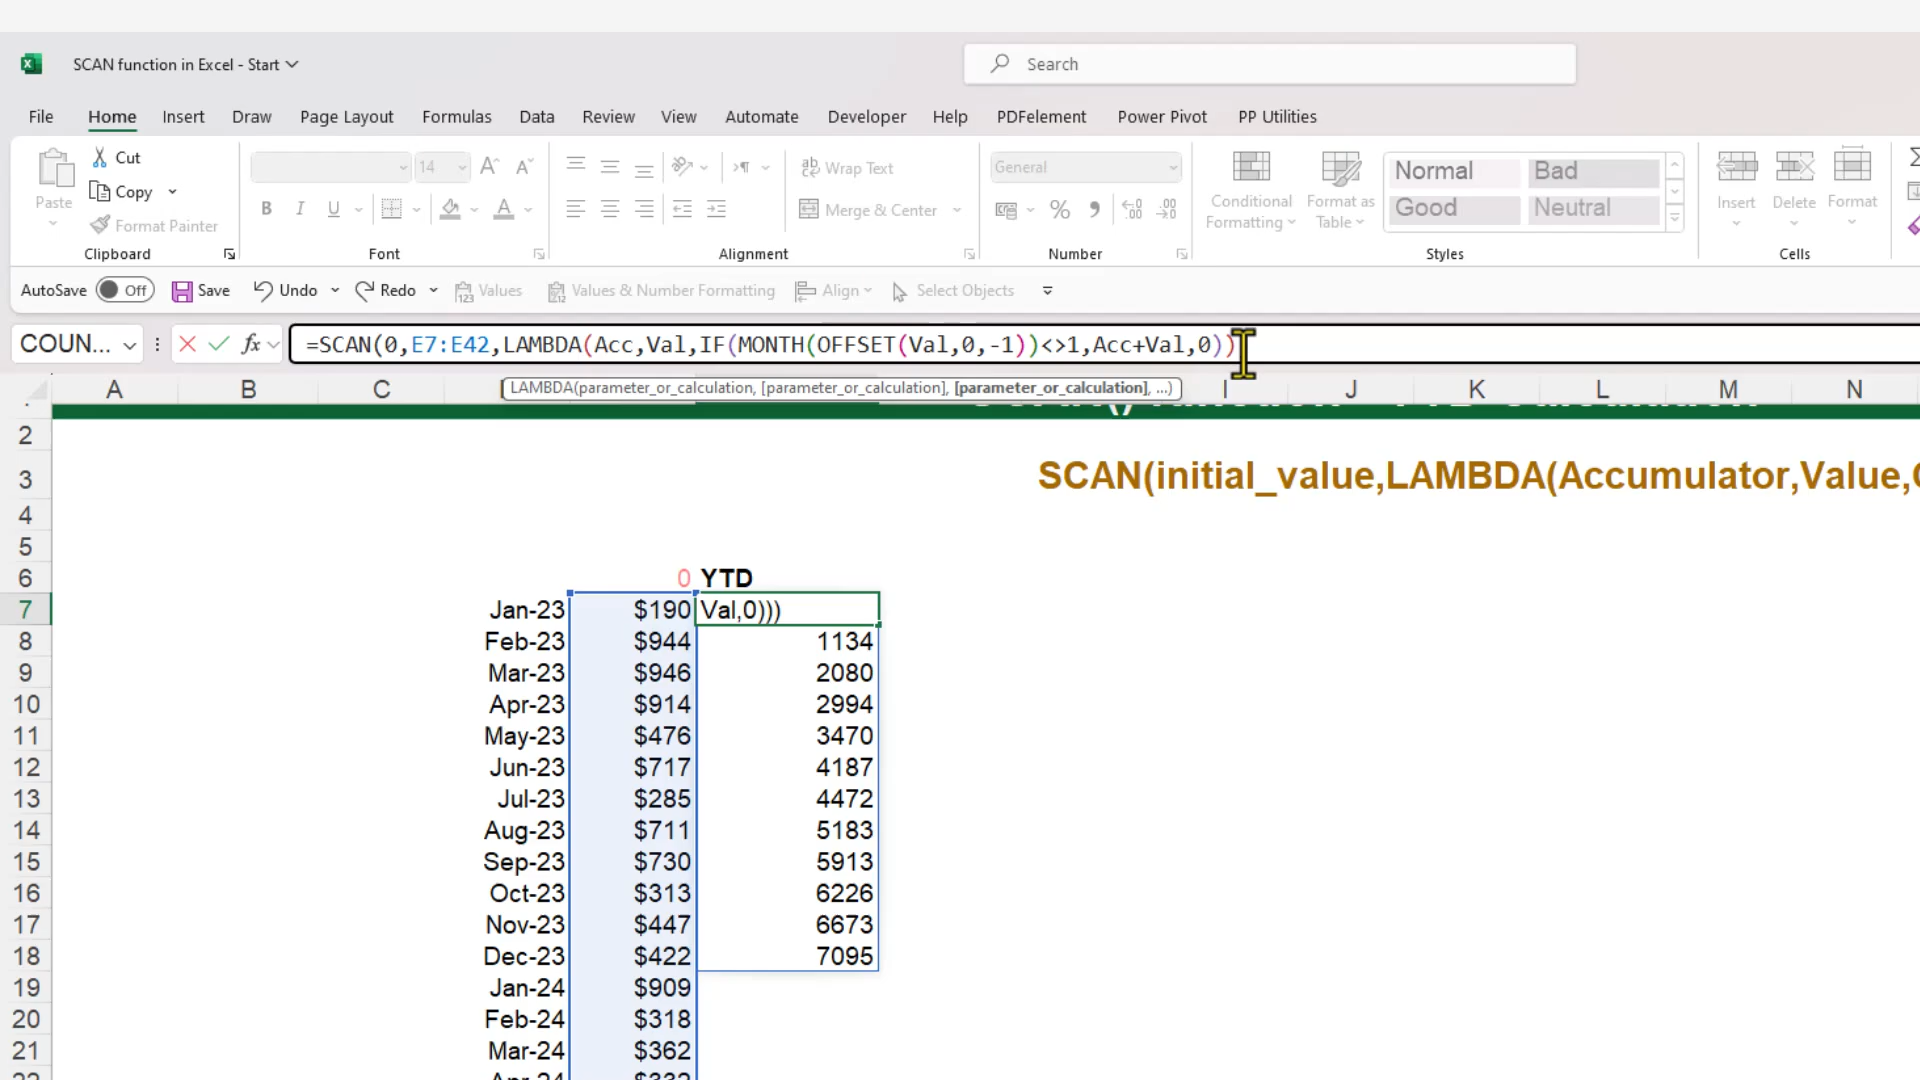 SCAN function in Excel - Start
Search
File Home Insert Draw Page Layout Formulas Data Review View Automate Developer Help PDFelement Power Pivot PP Utilities
Paste
Cut
Copy
Format Painter
Clipboard
14
B I U
Font
Wrap Text
Merge & Center
Alignment
General
Number
Conditional Formatting
Format as Table
Normal Bad
Good Neutral
Styles
Insert Delete Format
Cells
AutoSave Off Save Undo Redo Values Values & Number Formatting Align Select Objects
COUN... fx =SCAN(0,E7:E42,LAMBDA(Acc,Val,IF(MONTH(OFFSET(Val,0,-1))<>1,Acc+Val,0))
LAMBDA(parameter_or_calculation, [parameter_or_calculation], [parameter_or_calculation], ...)
A B C I J K L M N
2
3 SCAN(initial_value,LAMBDA(Accumulator,Value,
4
5
6 0 YTD
7 Jan-23 $190 Val,0)))
8 Feb-23 $944 1134
9 Mar-23 $946 2080
10 Apr-23 $914 2994
11 May-23 $476 3470
12 Jun-23 $717 4187
13 Jul-23 $285 4472
14 Aug-23 $711 5183
15 Sep-23 $730 5913
16 Oct-23 $313 6226
17 Nov-23 $447 6673
18 Dec-23 $422 7095
19 Jan-24 $909
20 Feb-24 $318
21 Mar-24 $362